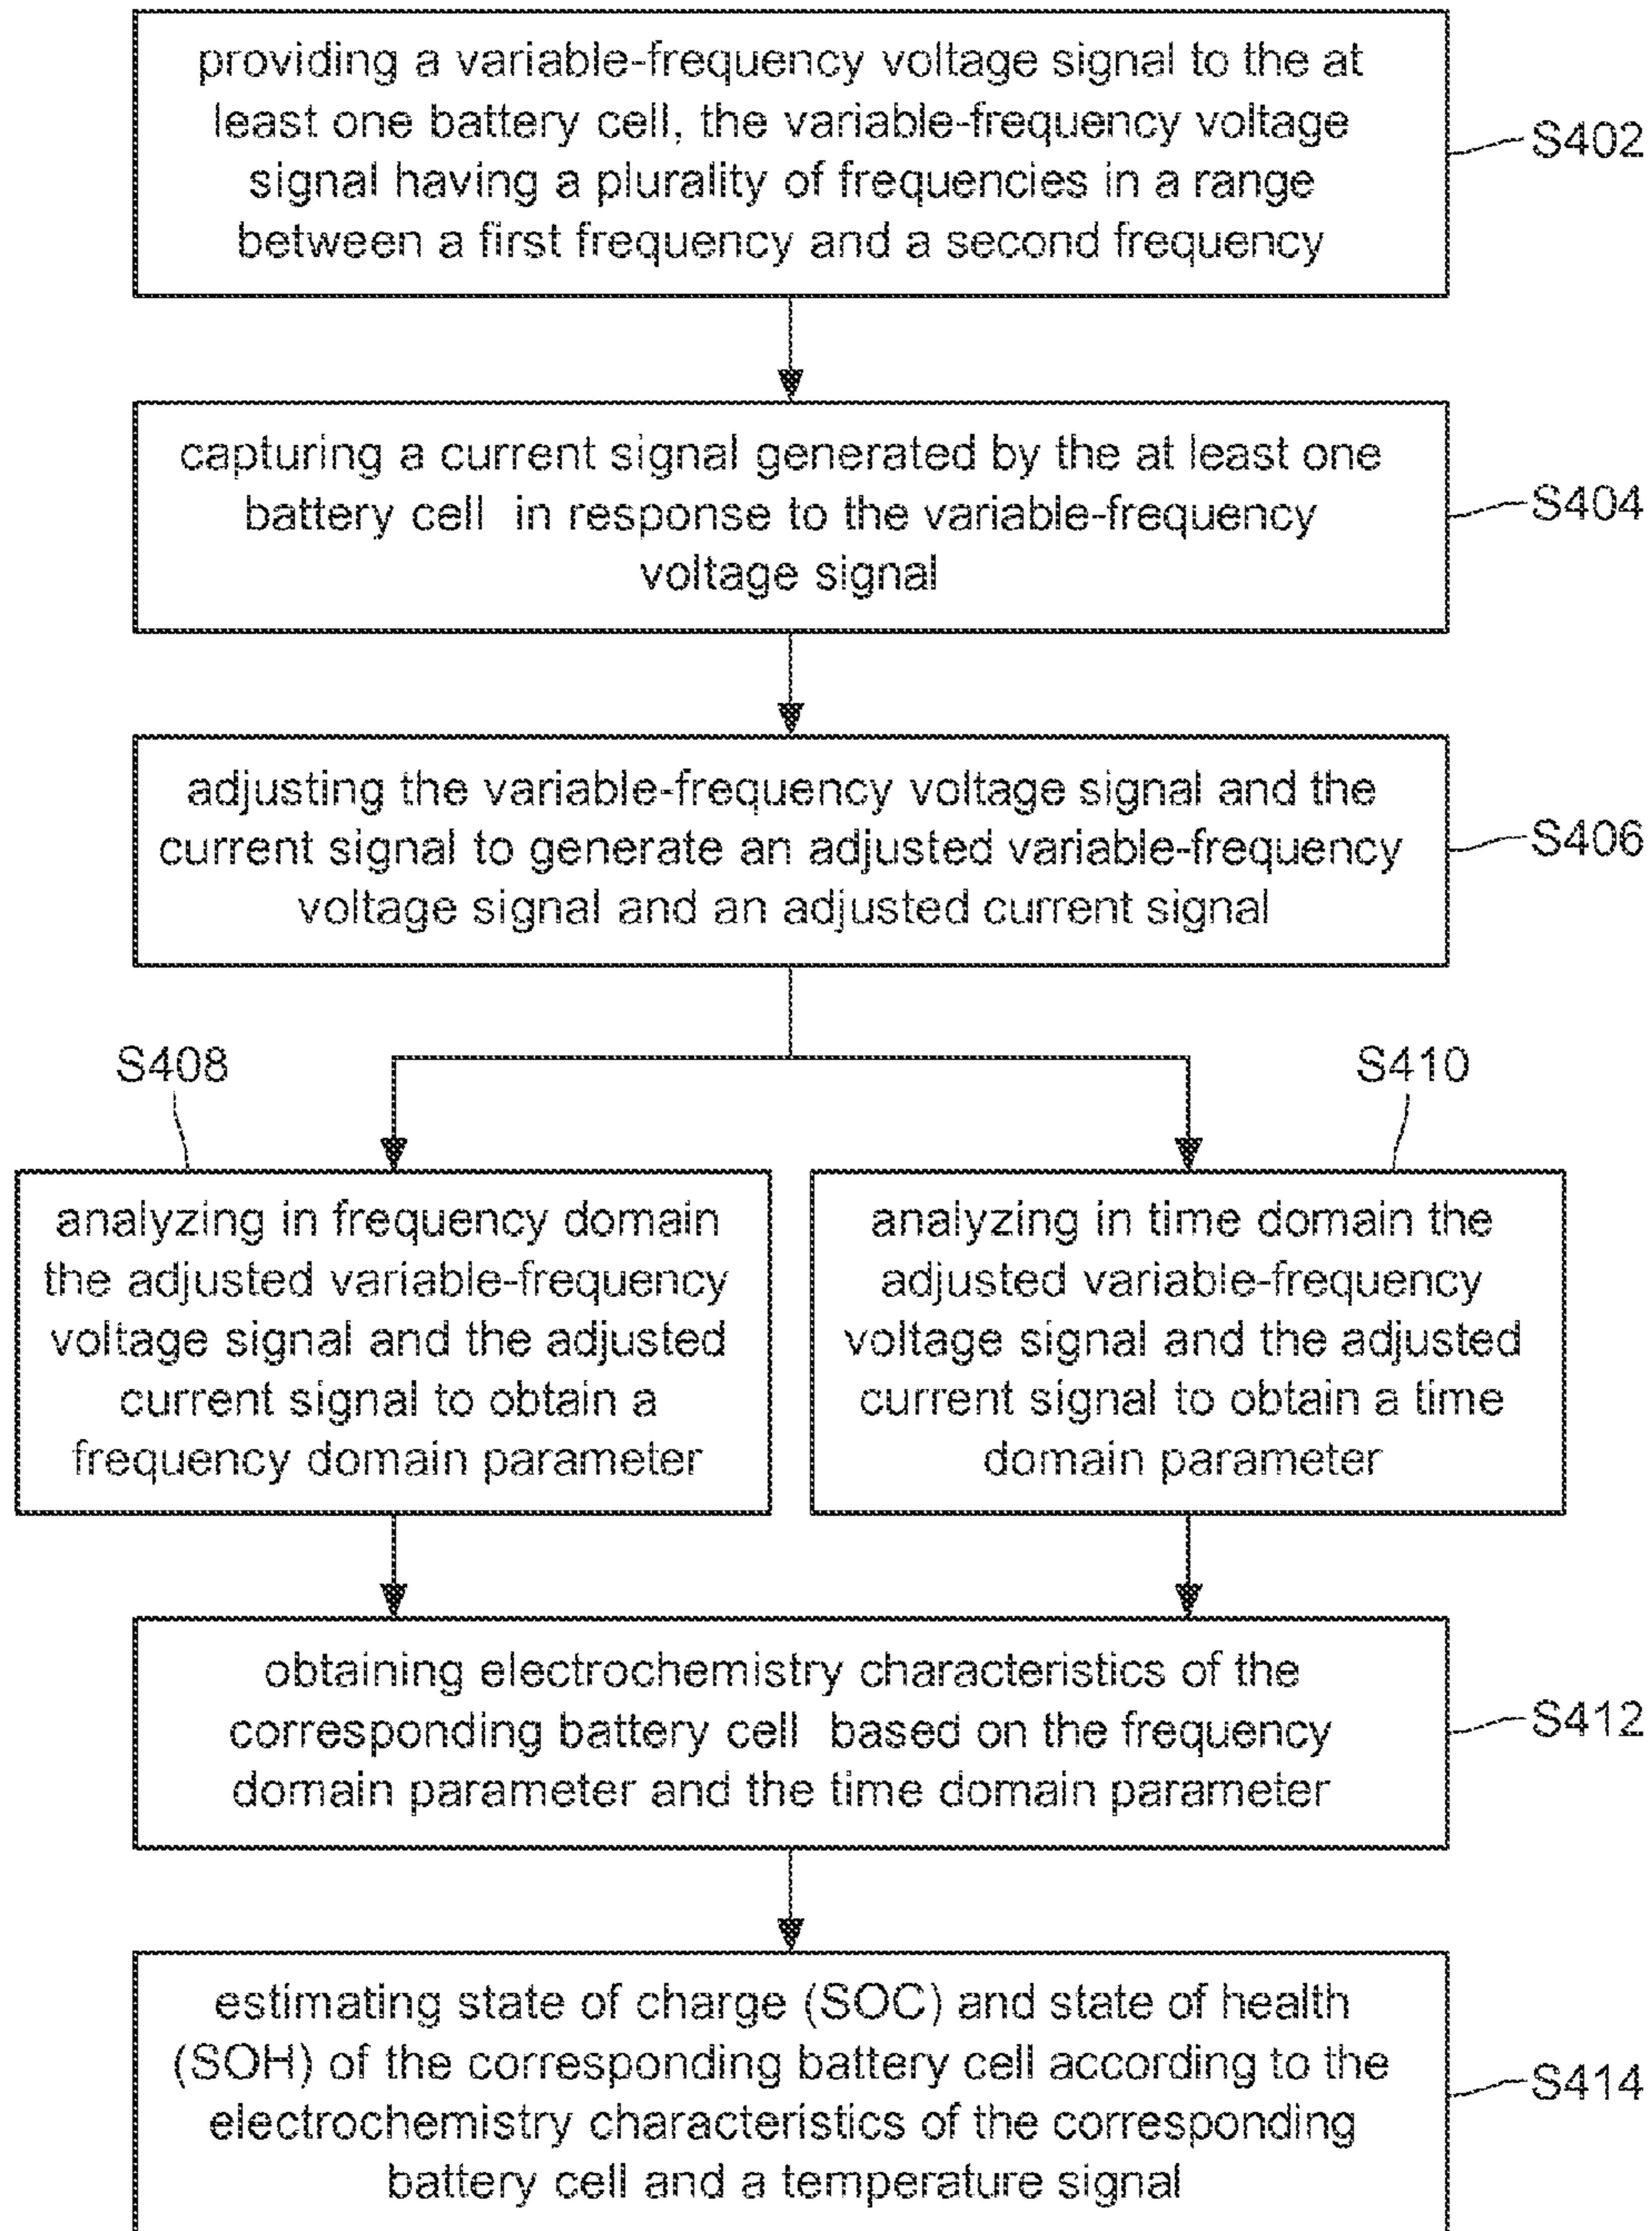 providing a variable-frequency voltage signal to the at
least one battery cell, the variable-frequency voltage
signal having a plurality of frequencies in a range
between a first frequency and a second frequency
S402
capturing a current signal generated by the at least one
battery cell in response to the variable-frequency
voltage signal
S404
adjusting the variable-frequency voltage signal and the
current signal to generate an adjusted variable-frequency
voltage signal and an adjusted current signal
S406
S408
analyzing in frequency domain
the adjusted variable-frequency
voltage signal and the adjusted
current signal to obtain a
frequency domain parameter
S410
analyzing in time domain the
adjusted variable-frequency
voltage signal and the adjusted
current signal to obtain a time
domain parameter
obtaining electrochemistry characteristics of the
corresponding battery cell based on the frequency
domain parameter and the time domain parameter
S412
estimating state of charge (SOC) and state of health
(SOH) of the corresponding battery cell according to the
electrochemistry characteristics of the corresponding
battery cell and a temperature signal
S414